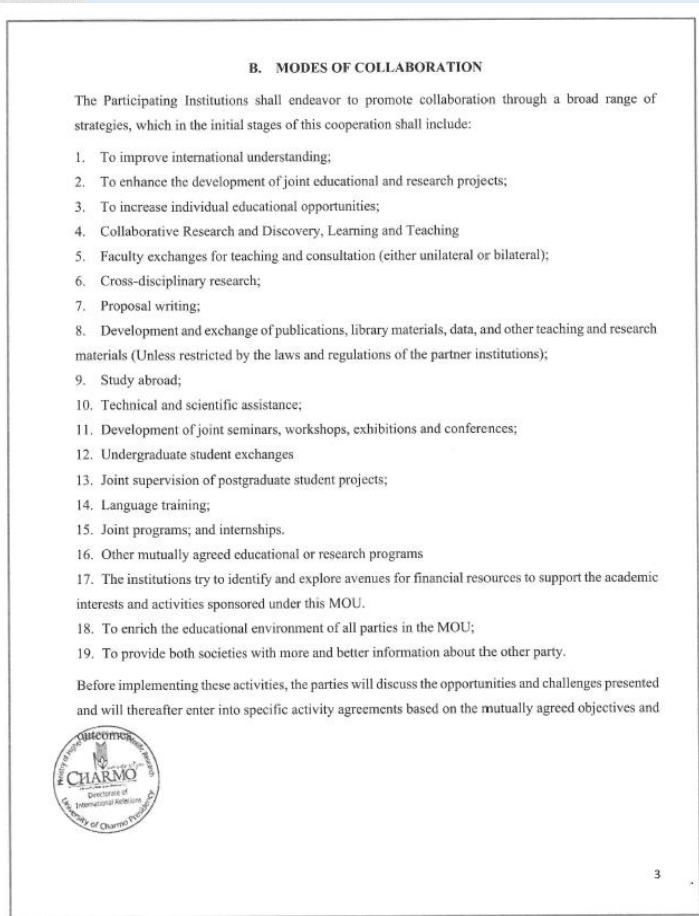 B. MODES OF COLLABORATION
The Participating Institutions shall endeavor to promote collaboration through a broad range of
strategies, which in the initial stages of this cooperation shall include:
1. To improve international understanding;
2. To enhance the development of joint educational and research projects;
3. To increase individual educational opportunities;
4. Collaborative Research and Discovery, Learning and Teaching
5. Faculty exchanges for teaching and consultation (either unilateral or bilateral);
6. Cross-disciplinary research;
7. Proposal writing;
8. Development and exchange of publications, library materials, data, and other teaching and research
materials (Unless restricted by the laws and regulations of the partner institutions);
9. Study abroad;
10. Technical and scientific assistance;
11. Development of joint seminars, workshops, exhibitions and conferences;
12. Undergraduate student exchanges
13. Joint supervision of postgraduate student projects;
14. Language training;
15. Joint programs; and internships.
16. Other mutually agreed educational or research programs
17. The institutions try to identify and explore avenues for financial resources to support the academic
interests and activities sponsored under this MOU.
18. To enrich the educational environment of all parties in the MOU;
19. To provide both societies with more and better information about the other party.
Before implementing these activities, the parties will discuss the opportunities and challenges presented
and will thereafter enter into specific activity agreements based on the mutually agreed objectives and
outcomes.
Ministry of Higher Scientific Research
CHARMO
Directorate of
International Relations
University of Charmo Presidency
3